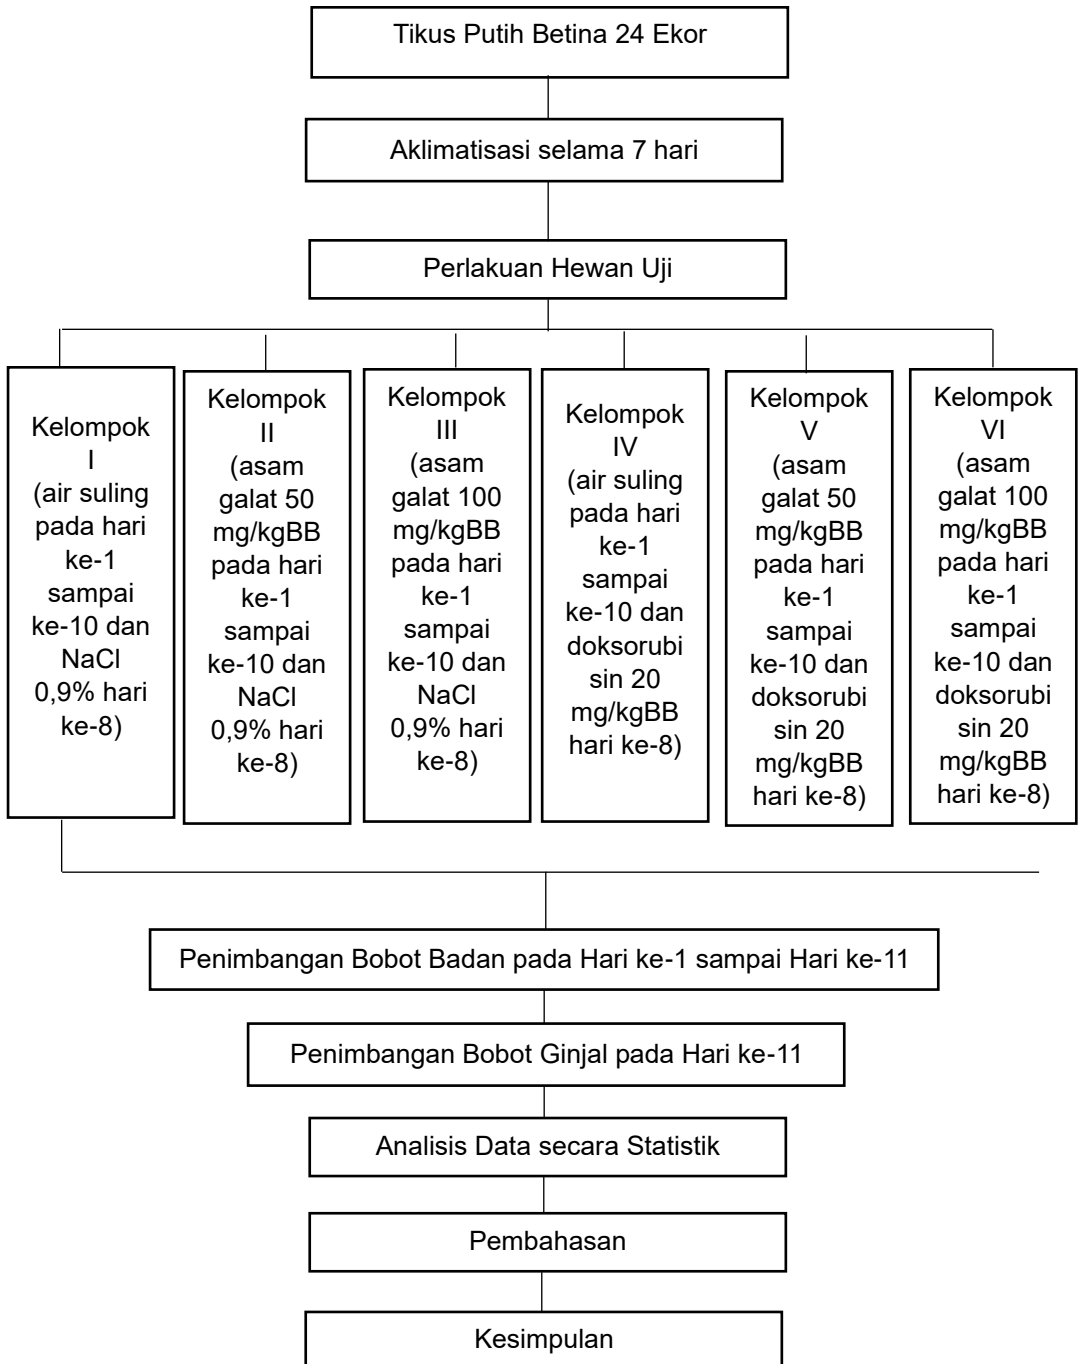 Tikus Putih Betina 24 Ekor
Aklimatisasi selama 7 hari
Perlakuan Hewan Uji
Kelompok
I
(air suling
pada hari
ke-1
sampai
ke-10 dan
NaCl
0,9% hari
ke-8)
Kelompok
II
(asam
galat 50
mg/kgBB
pada hari
ke-1
sampai
ke-10 dan
NaCl
0,9% hari
ke-8)
Kelompok
III
(asam
galat 100
mg/kgBB
pada hari
ke-1
sampai
ke-10 dan
NaCl
0,9% hari
ke-8)
Kelompok
IV
(air suling
pada hari
ke-1
sampai
ke-10 dan
doksorubi
sin 20
mg/kgBB
hari ke-8)
Kelompok
V
(asam
galat 50
mg/kgBB
pada hari
ke-1
sampai
ke-10 dan
doksorubi
sin 20
mg/kgBB
hari ke-8)
Kelompok
VI
(asam
galat 100
mg/kgBB
pada hari
ke-1
sampai
ke-10 dan
doksorubi
sin 20
mg/kgBB
hari ke-8)
Penimbangan Bobot Badan pada Hari ke-1 sampai Hari ke-11
Penimbangan Bobot Ginjal pada Hari ke-11
Analisis Data secara Statistik
Pembahasan
Kesimpulan